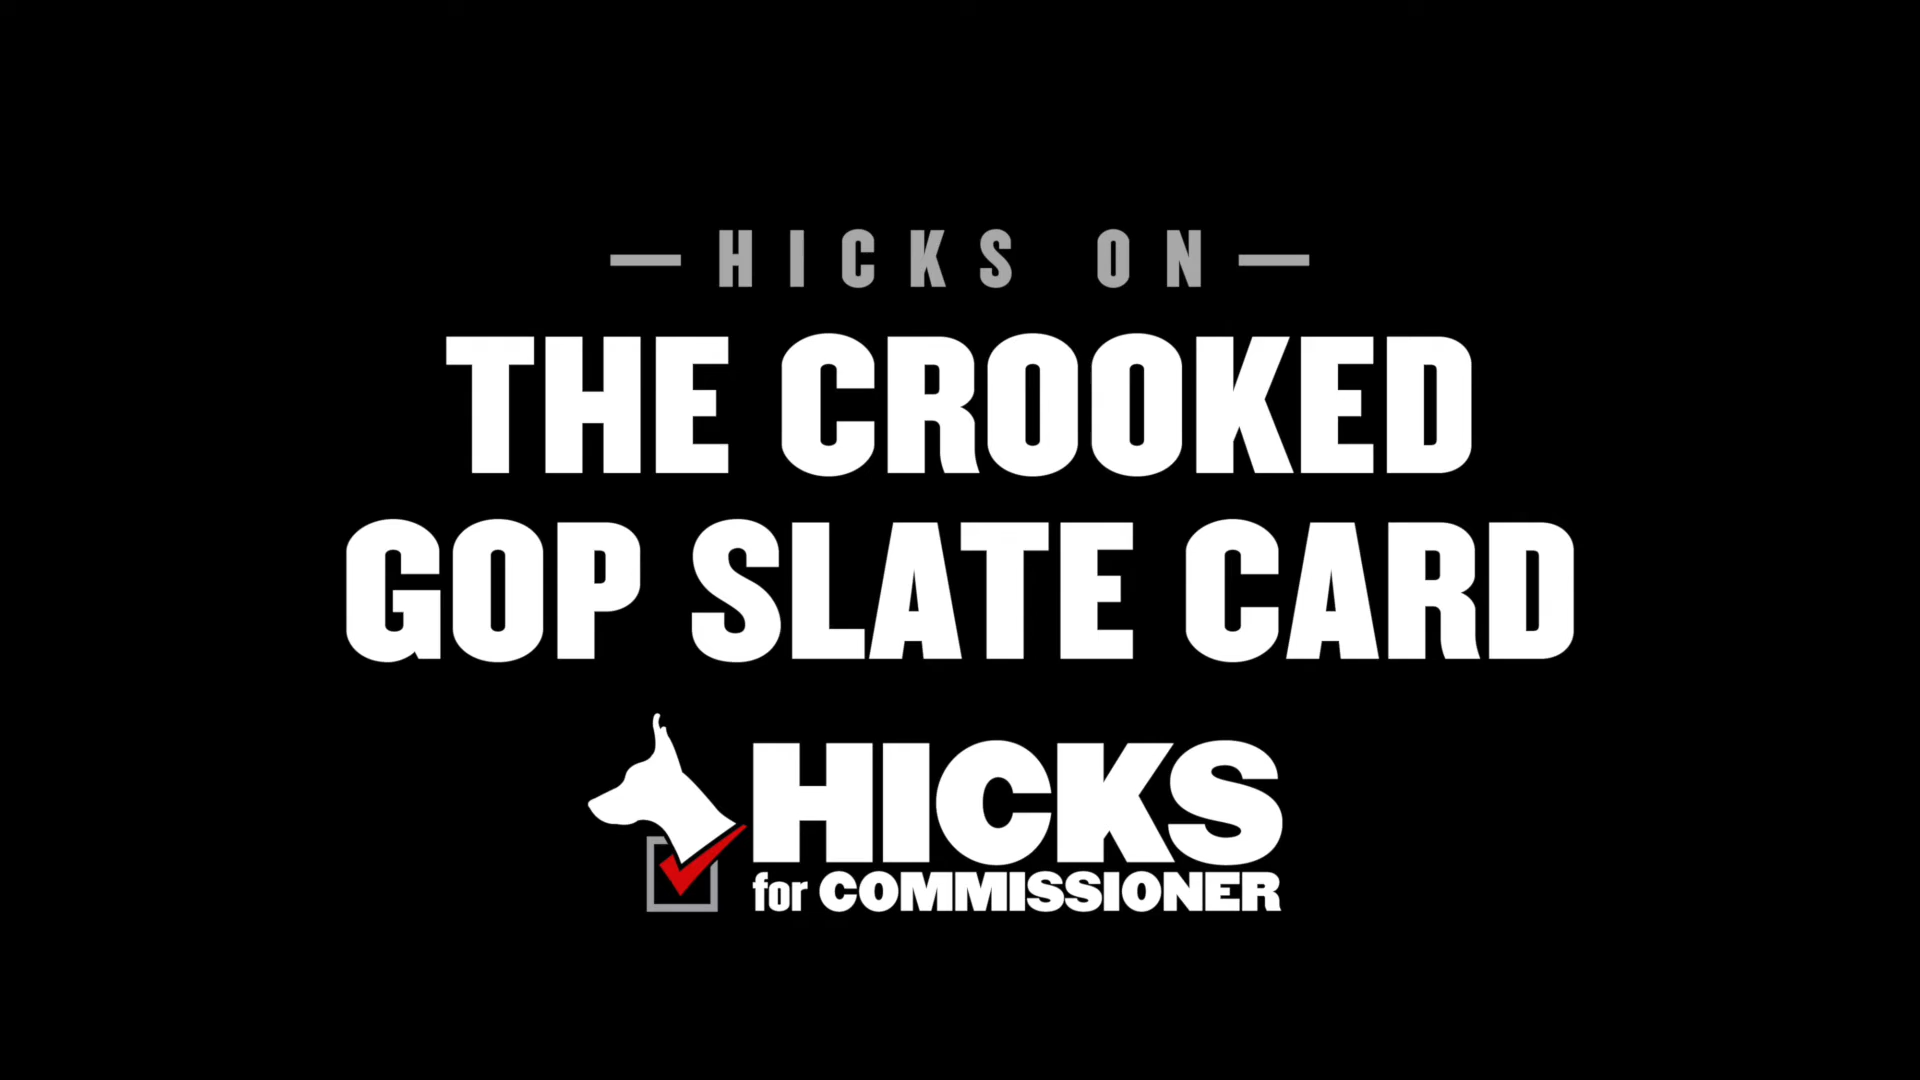 HICKS ON
THE CROOKED
GOP SLATE CARD
HICKS
for COMMISSIONER